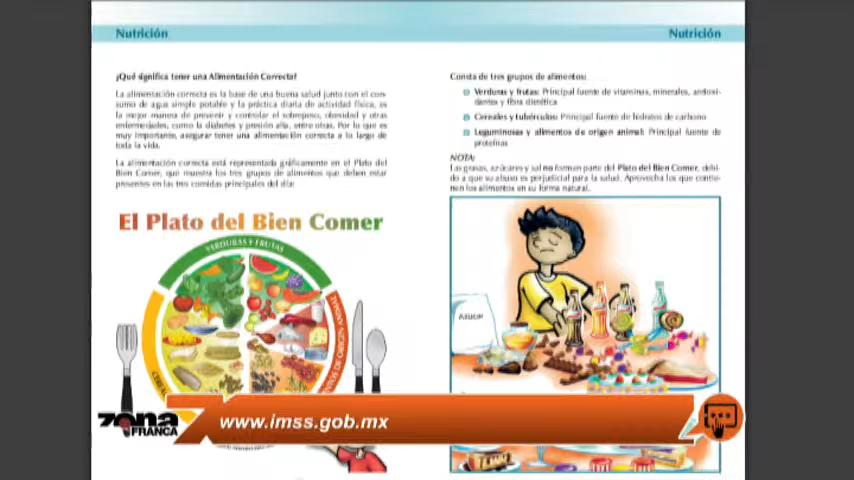 Nutrición
¿Qué significa tener una Alimentación Correcta?
La alimentación correcta es la base de una buena salud junto con el con-
sumo de agua simple potable y la práctica diaria de actividad física, es
la mejor manera de prevenir y controlar el sobrepeso, obesidad y otras
enfermedades, como la diabetes y presión alta, entre otras. Por lo que es
muy importante, asegurar tener una alimentación correcta a lo largo de
toda la vida.
La alimentación correcta está representada gráficamente en el Plato del
Bien Comer, que muestra los tres grupos de alimentos que deben estar
presentes en las tres comidas principales del día:
El Plato del Bien Comer
VERDURAS Y FRUTAS
DE ORIGEN ANIMAL
Nutrición
Consta de tres grupos de alimentos:
Verduras y frutas: Principal fuente de vitaminas, minerales, antioxi-
dantes y fibra dietética
Cereales y tubérculos: Principal fuente de hidratos de carbono
Leguminosas y alimentos de origen animal: Principal fuente de
proteínas
NOTA:
Las grasas, azúcares y sal no forman parte del Plato del Bien Comer, debi-
do a que su abuso es perjudicial para la salud. Aprovecha los que contie-
nen los alimentos en su forma natural.
AZUCAR
ZONA
FRANCA
www.imss.gob.mx